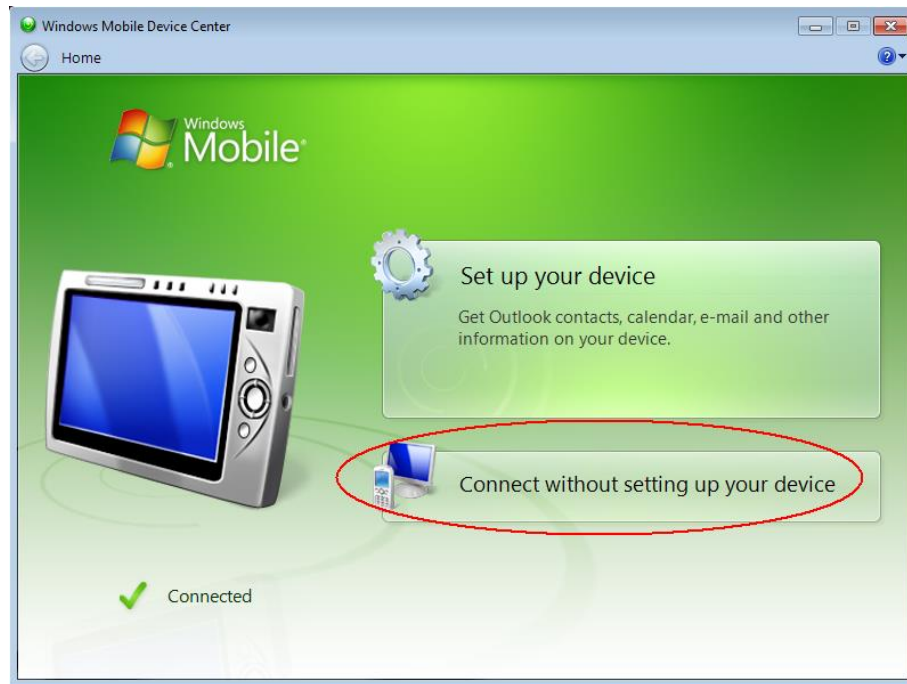 Windows Mobile Device Center
Home
Windows
Mobile®
Set up your device
Get Outlook contacts, calendar, e-mail and other
information on your device.
Connect without setting up your device
Connected